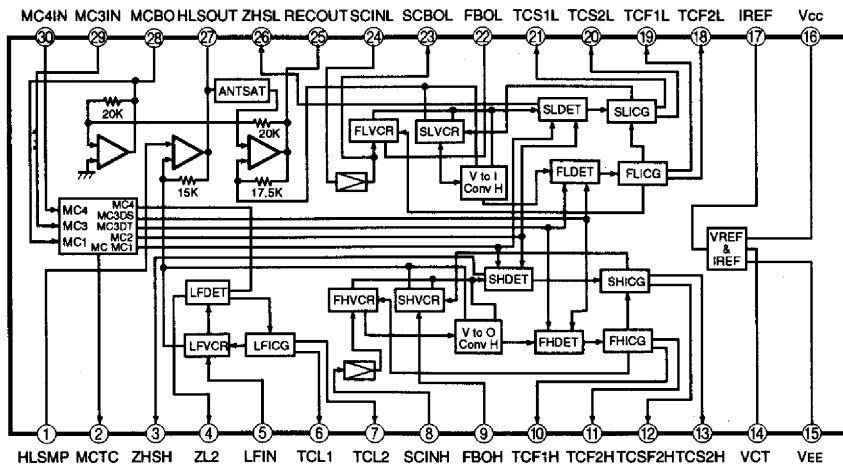 MC4IN MC3IN MCBO HLSOUT ZHSL RECOUT SCINL SCBOL FBOL TCS1L TCS2L TCF1L TCF2L IREF Vcc
30 29 28 27 26 25 24 23 22 21 20 19 18 17 16
ANTSAT
20K
20K
15K
17.5K
FLVCR SLVCR
SLDET SLICG
V to I
Conv H
FLDET FLICG
MC4 MC4
MC3DS
MC3 MC3DT
MC2
MC1 MC MC1
VREF
&
IREF
LFDET
LFVCR LFICG
FHVCR SHVCR
SHDET SHICG
V to O
Conv H
FHDET FHICG
1 2 3 4 5 6 7 8 9 10 11 12 13 14 15
HLSMP MCTC ZHSH ZL2 LFIN TCL1 TCL2 SCINH FBOH TCF1H TCF2H TCSF2H TCS2H VCT VEE